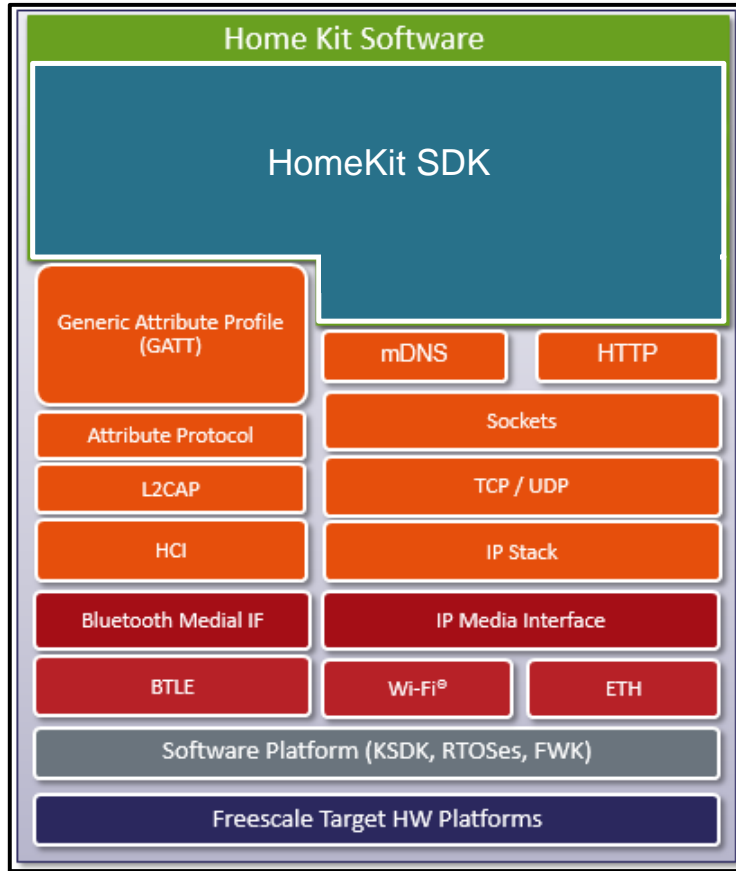 Home Kit Software
HomeKit SDK
Generic Attribute Profile
(GATT)
mDNS
HTTP
Attribute Protocol
Sockets
L2CAP
TCP / UDP
HCI
IP Stack
Bluetooth Medial IF
IP Media Interface
BTLE
Wi-Fi®
ETH
Software Platform (KSDK, RTOSes, FWK)
Freescale Target HW Platforms